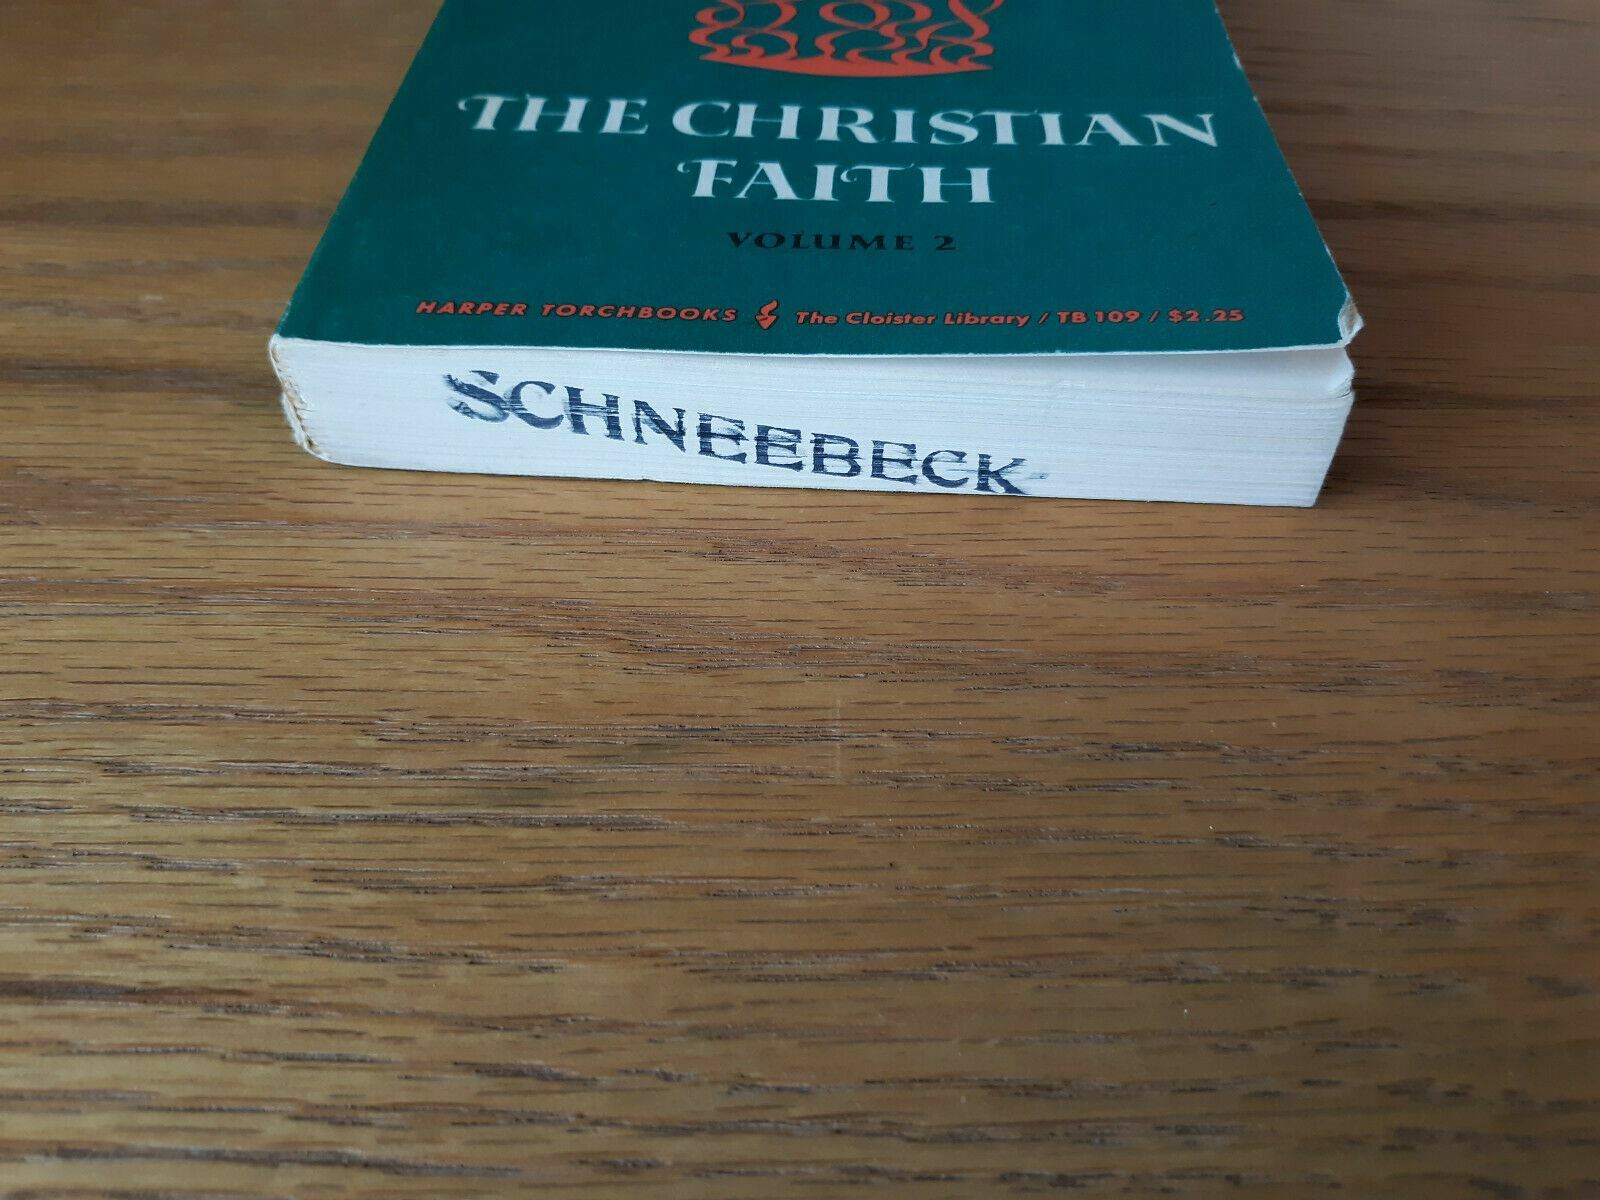 THE CHRISTIAN
FAITH
VOLUME 2
HARPER TORCHBOOKS The Cloister Library / TB 109 / $2.25
SCHNEEBECK